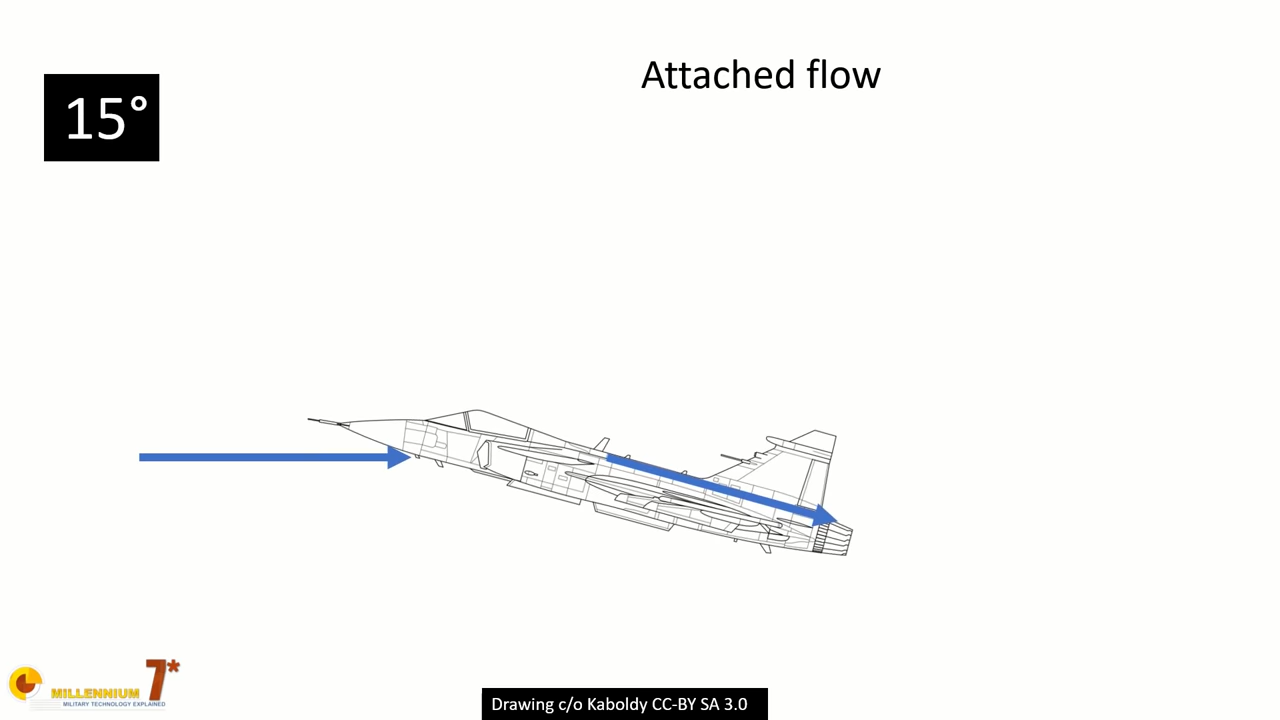 Attached flow
15°
MILLENNIUM 7*
MILITARY TECHNOLOGY EXPLAINED
Drawing c/o Kaboldy CC-BY SA 3.0